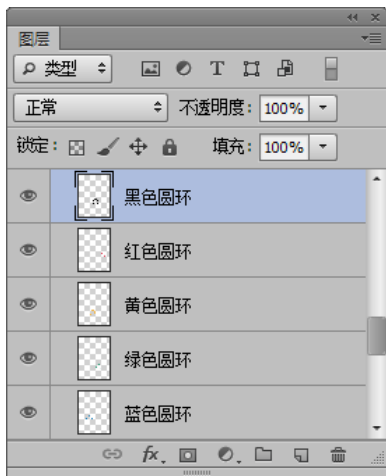 图层
类型 T
正常 不透明度: 100%
锁定: 填充: 100%
黑色圆环
红色圆环
黄色圆环
绿色圆环
蓝色圆环
fx